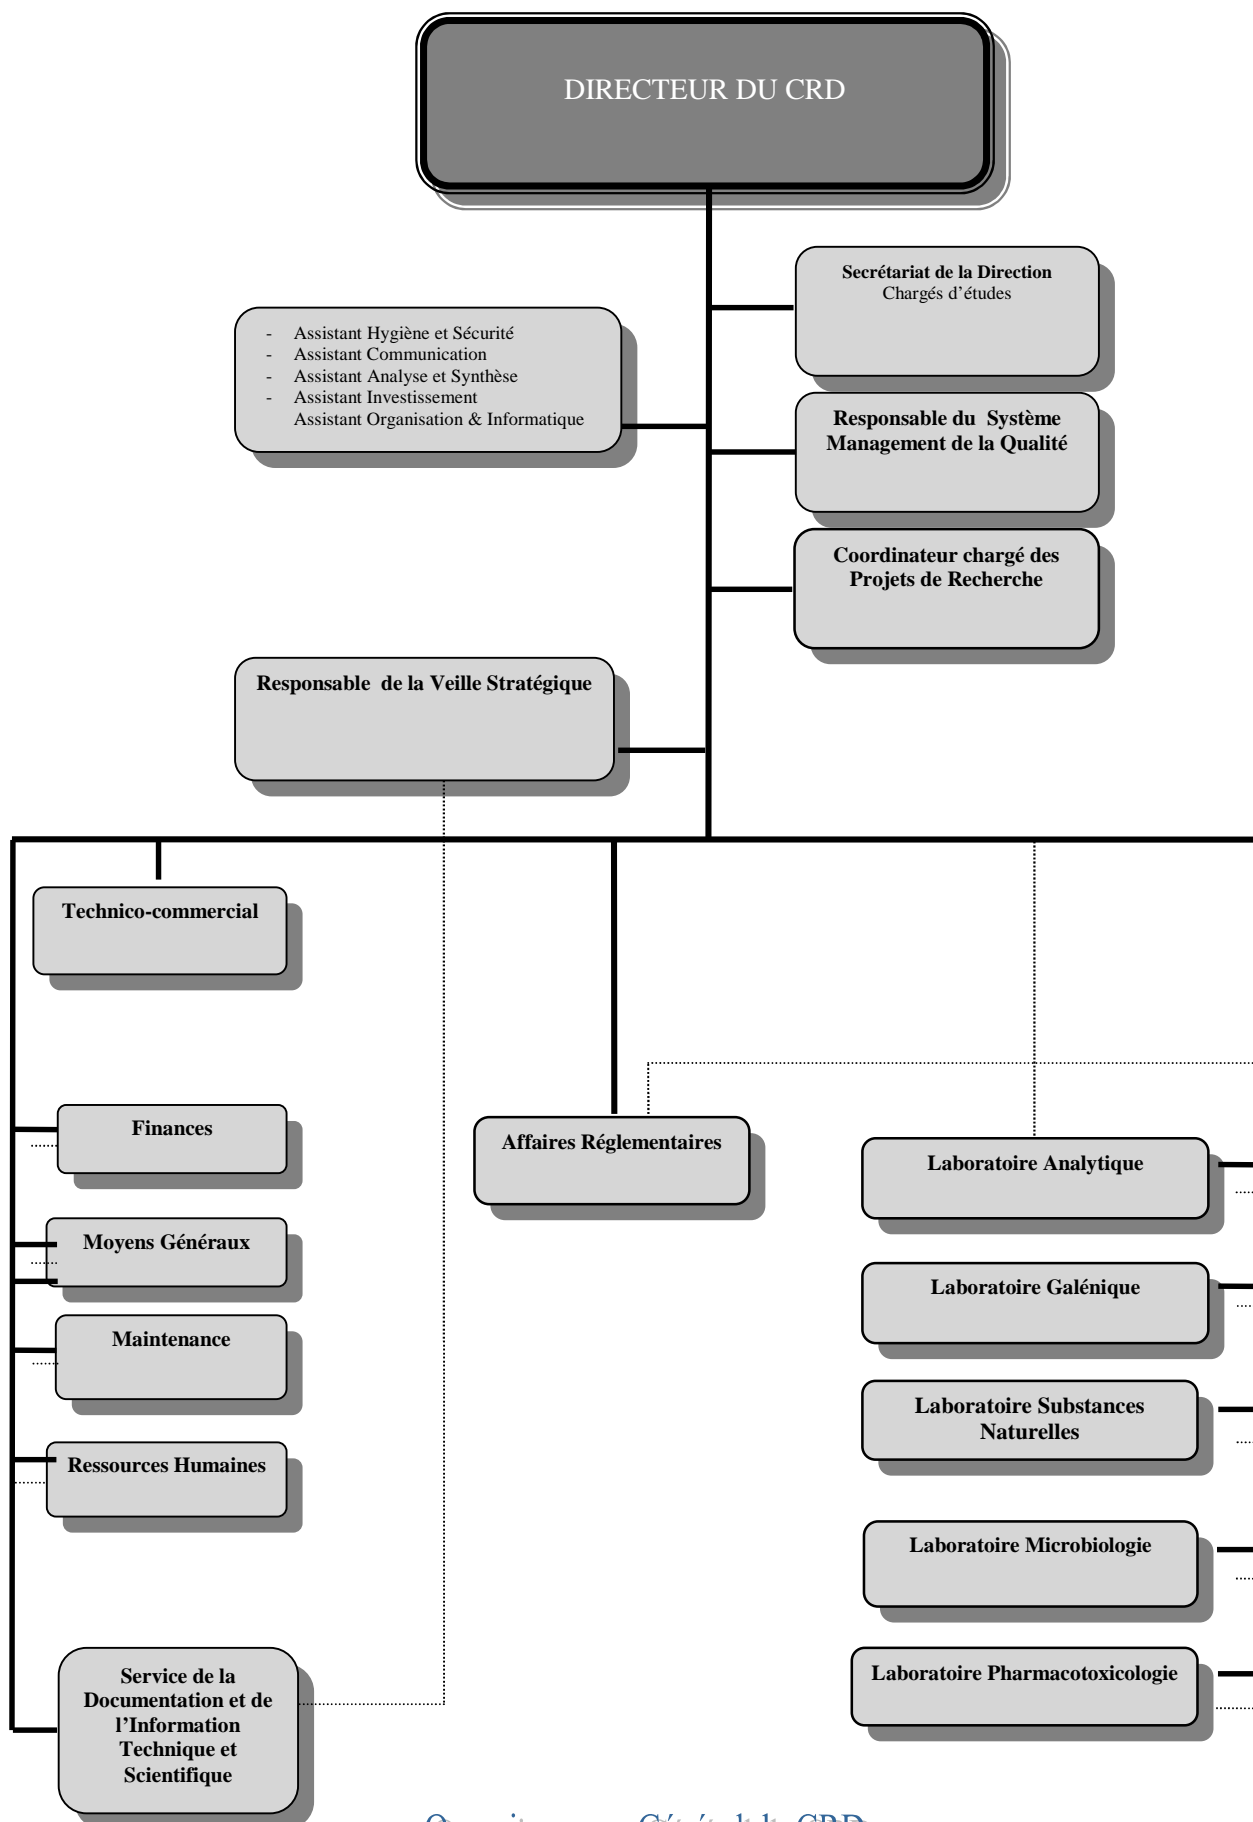 DIRECTEUR DU CRD
Secrétariat de la Direction
Chargés d’études
- Assistant Hygiène et Sécurité
- Assistant Communication
- Assistant Analyse et Synthèse
- Assistant Investissement
Assistant Organisation & Informatique
Responsable du Système
Management de la Qualité
Coordinateur chargé des
Projets de Recherche
Responsable de la Veille Stratégique
Technico-commercial
Finances
Affaires Réglementaires
Laboratoire Analytique
Moyens Généraux
Laboratoire Galénique
Maintenance
Laboratoire Substances
Naturelles
Ressources Humaines
Laboratoire Microbiologie
Service de la
Documentation et de
l’Information
Technique et
Scientifique
Laboratoire Pharmacotoxicologie